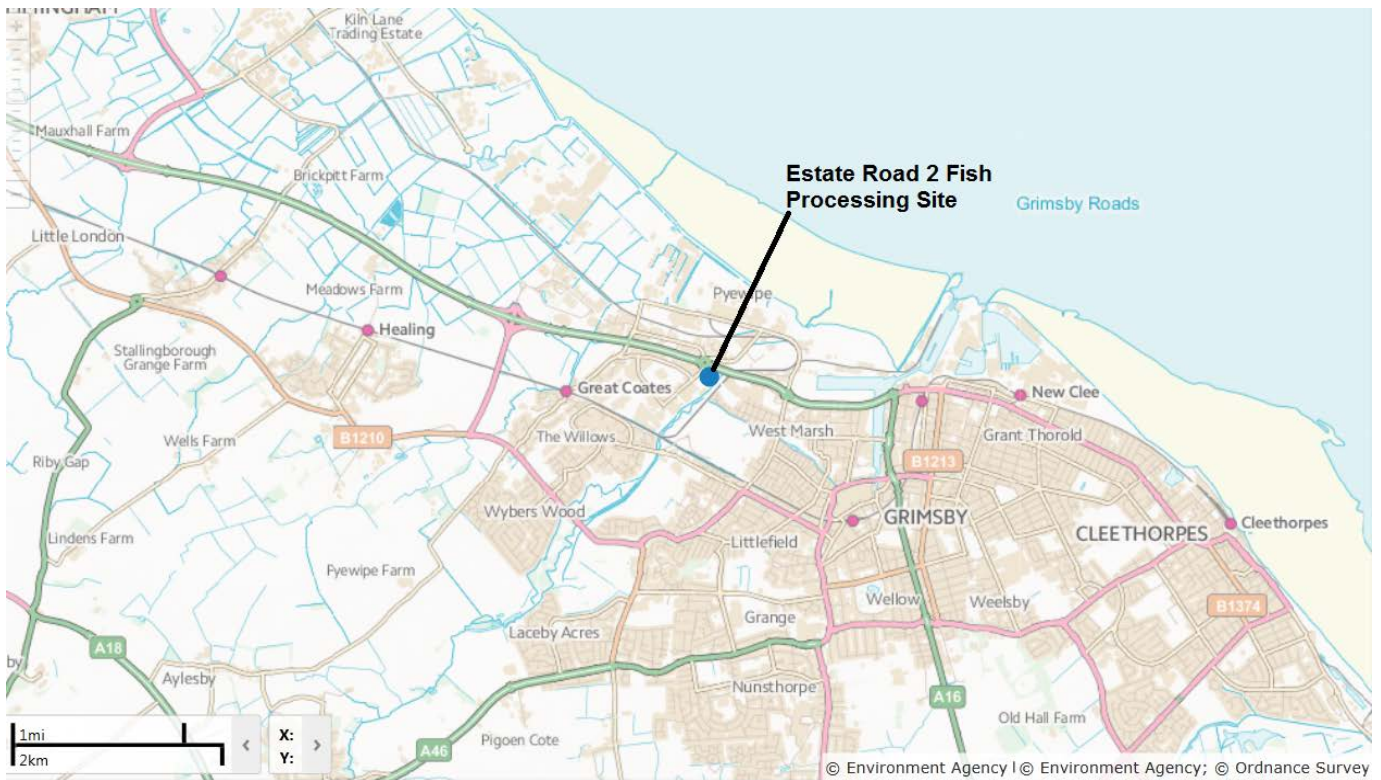 Kiln Lane
Trading Estate
Mauxhall Farm
Brickpitt Farm
Estate Road 2 Fish
Processing Site
Grimsby Roads
Little London
Meadows Farm
Pyewipe
Healing
Stallingborough
Grange Farm
Great Coates
New Clee
The Willows
West Marsh
Grant Thorold
B1210
Wells Farm
Riby Gap
B1213
Wybers Wood
GRIMSBY
CLEETHORPES
Cleethorpes
Lindens Farm
Littlefield
Pyewipe Farm
Wellow
Weelsby
B1374
Grange
Laceby Acres
A18
by
Aylesby
Nunsthorpe
A16
Old Hall Farm
1mi
2km
<
X:
Y:
>
A46
Pigoen Cote
© Environment Agency | © Environment Agency; © Ordnance Survey